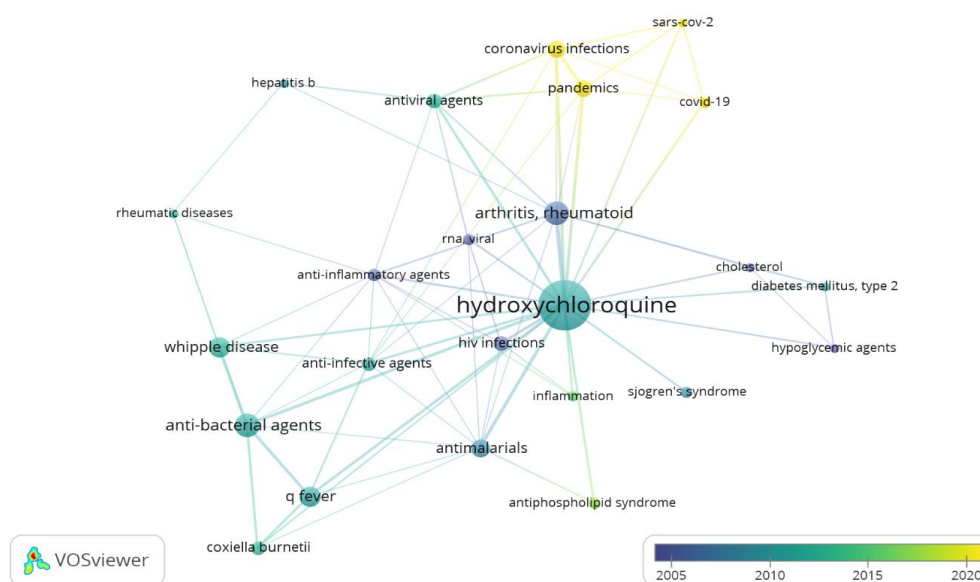 sars-cov-2
coronavirus infections
pandemics
hepatitis b
antiviral agents
covid-19
rheumatic diseases
arthritis, rheumatoid
rna, viral
anti-inflammatory agents
cholesterol
diabetes mellitus, type 2
hydroxychloroquine
whipple disease
hiv infections
hypoglycemic agents
anti-infective agents
inflammation
sjogren's syndrome
anti-bacterial agents
antimalarials
q fever
antiphospholipid syndrome
coxiella burnetii
VOSviewer
2005 2010 2015 2020